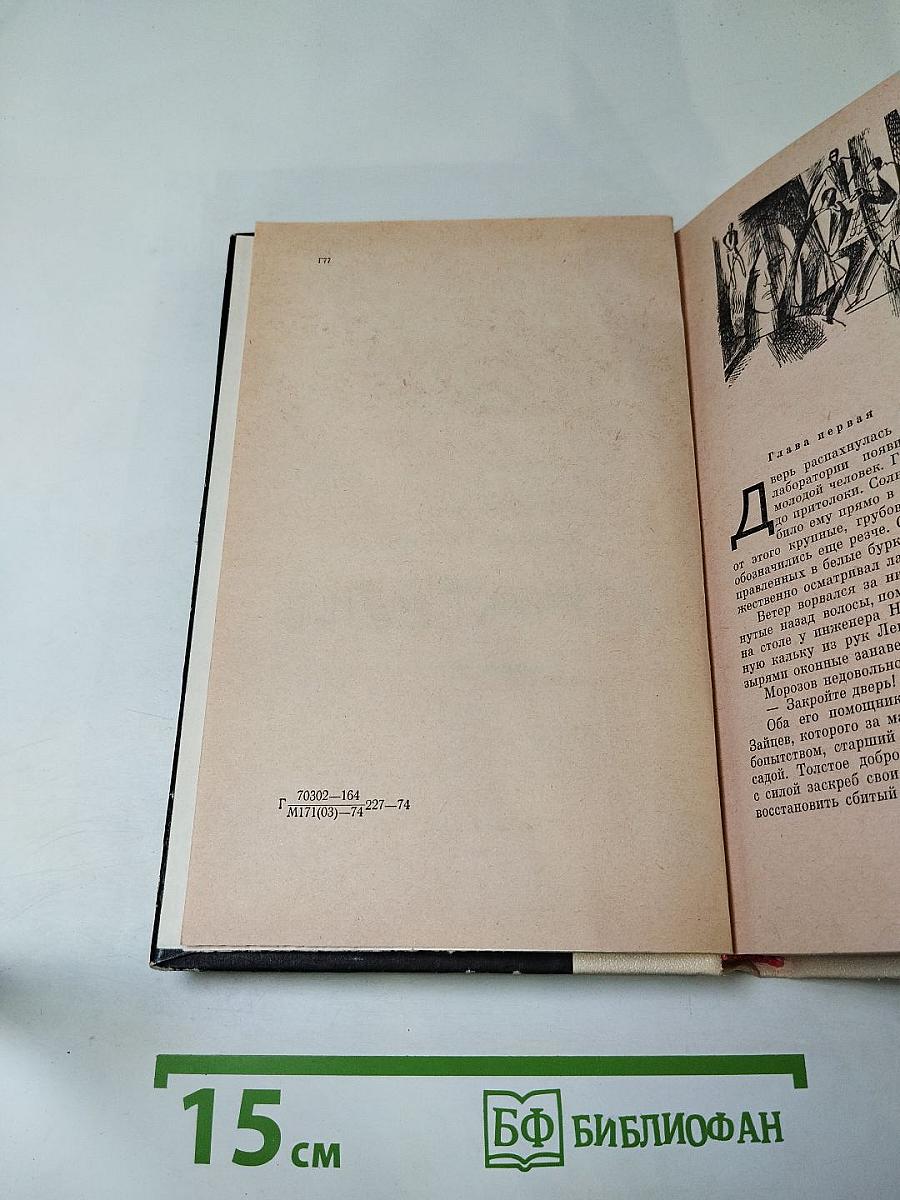 Г77
Г 70302—164
М171(03)—74 227—74
Глава первая
Дверь распахнулась
лаборатории появи
молодой человек. Г
до притолоки. Солн
било ему прямо в
от этого крупные, грубов
обозначились еще резче. С
правленных в белые бурк
жественно осматривал ла
Ветер ворвался за ни
нутые назад волосы, пом
на столе у инженера Н
ную кальку из рук Лен
зырями оконные занаве
Морозов недовольно
— Закройте дверь!
Оба его помощник
Зайцев, которого за ма
бопытством, старший
садой. Толстое добро
с силой заскреб свои
восстановить сбитый
15 см
БФ БИБЛИОФАН